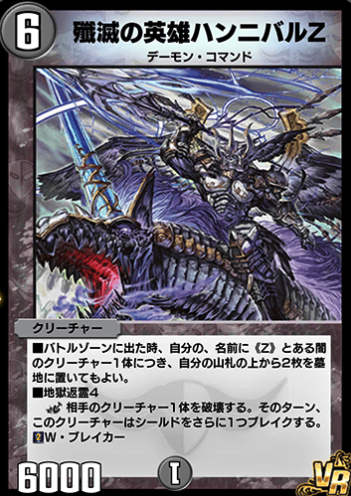 6
殲滅の英雄ハンニバルZ
デーモン・コマンド
クリーチャー
■バトルゾーンに出た時、自分の、名前に《Z》とある闇
のクリーチャー1体につき、自分の山札の上から2枚を墓
地に置いてもよい。
■地獄返霊4
相手のクリーチャー1体を破壊する。そのターン、
このクリーチャーはシールドをさらに1つブレイクする。
W・ブレイカー
6000
I
VR